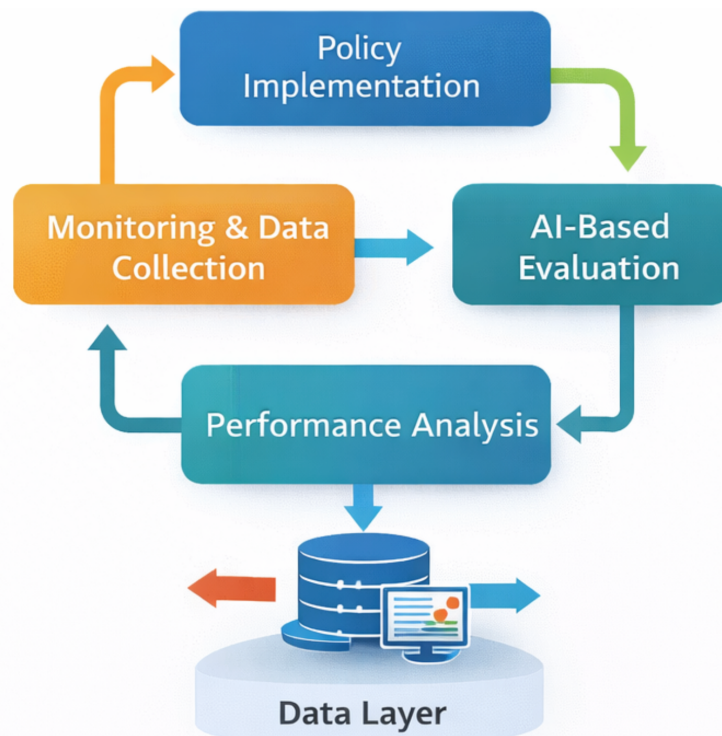 Policy
Implementation
Monitoring & Data
Collection
AI-Based
Evaluation
Performance Analysis
Data Layer